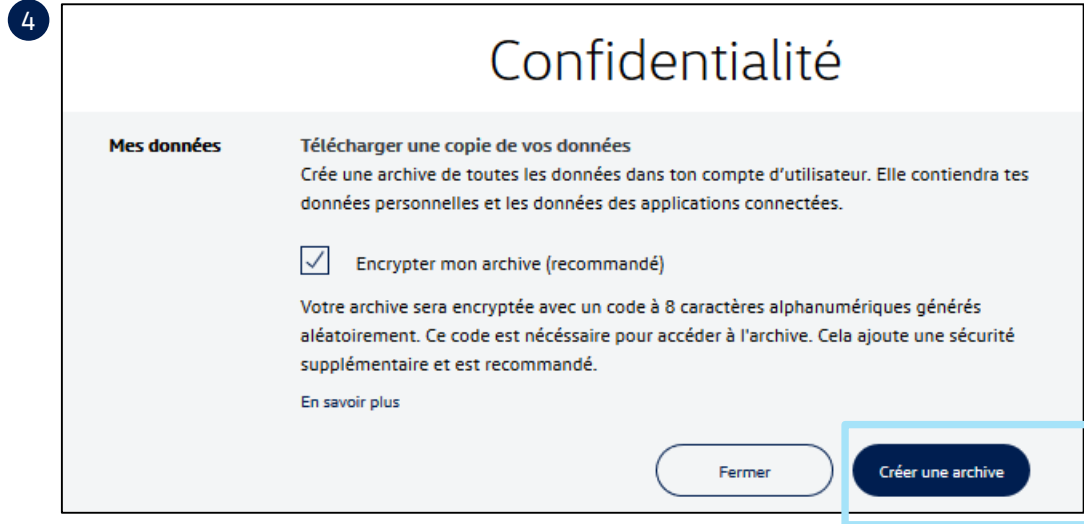 4
Confidentialité
Mes données
Télécharger une copie de vos données
Crée une archive de toutes les données dans ton compte d'utilisateur. Elle contiendra tes
données personnelles et les données des applications connectées.
Encrypter mon archive (recommandé)
Votre archive sera encryptée avec un code à 8 caractères alphanumériques générés
aléatoirement. Ce code est nécéssaire pour accéder à l'archive. Cela ajoute une sécurité
supplémentaire et est recommandé.
En savoir plus
Fermer
Créer une archive